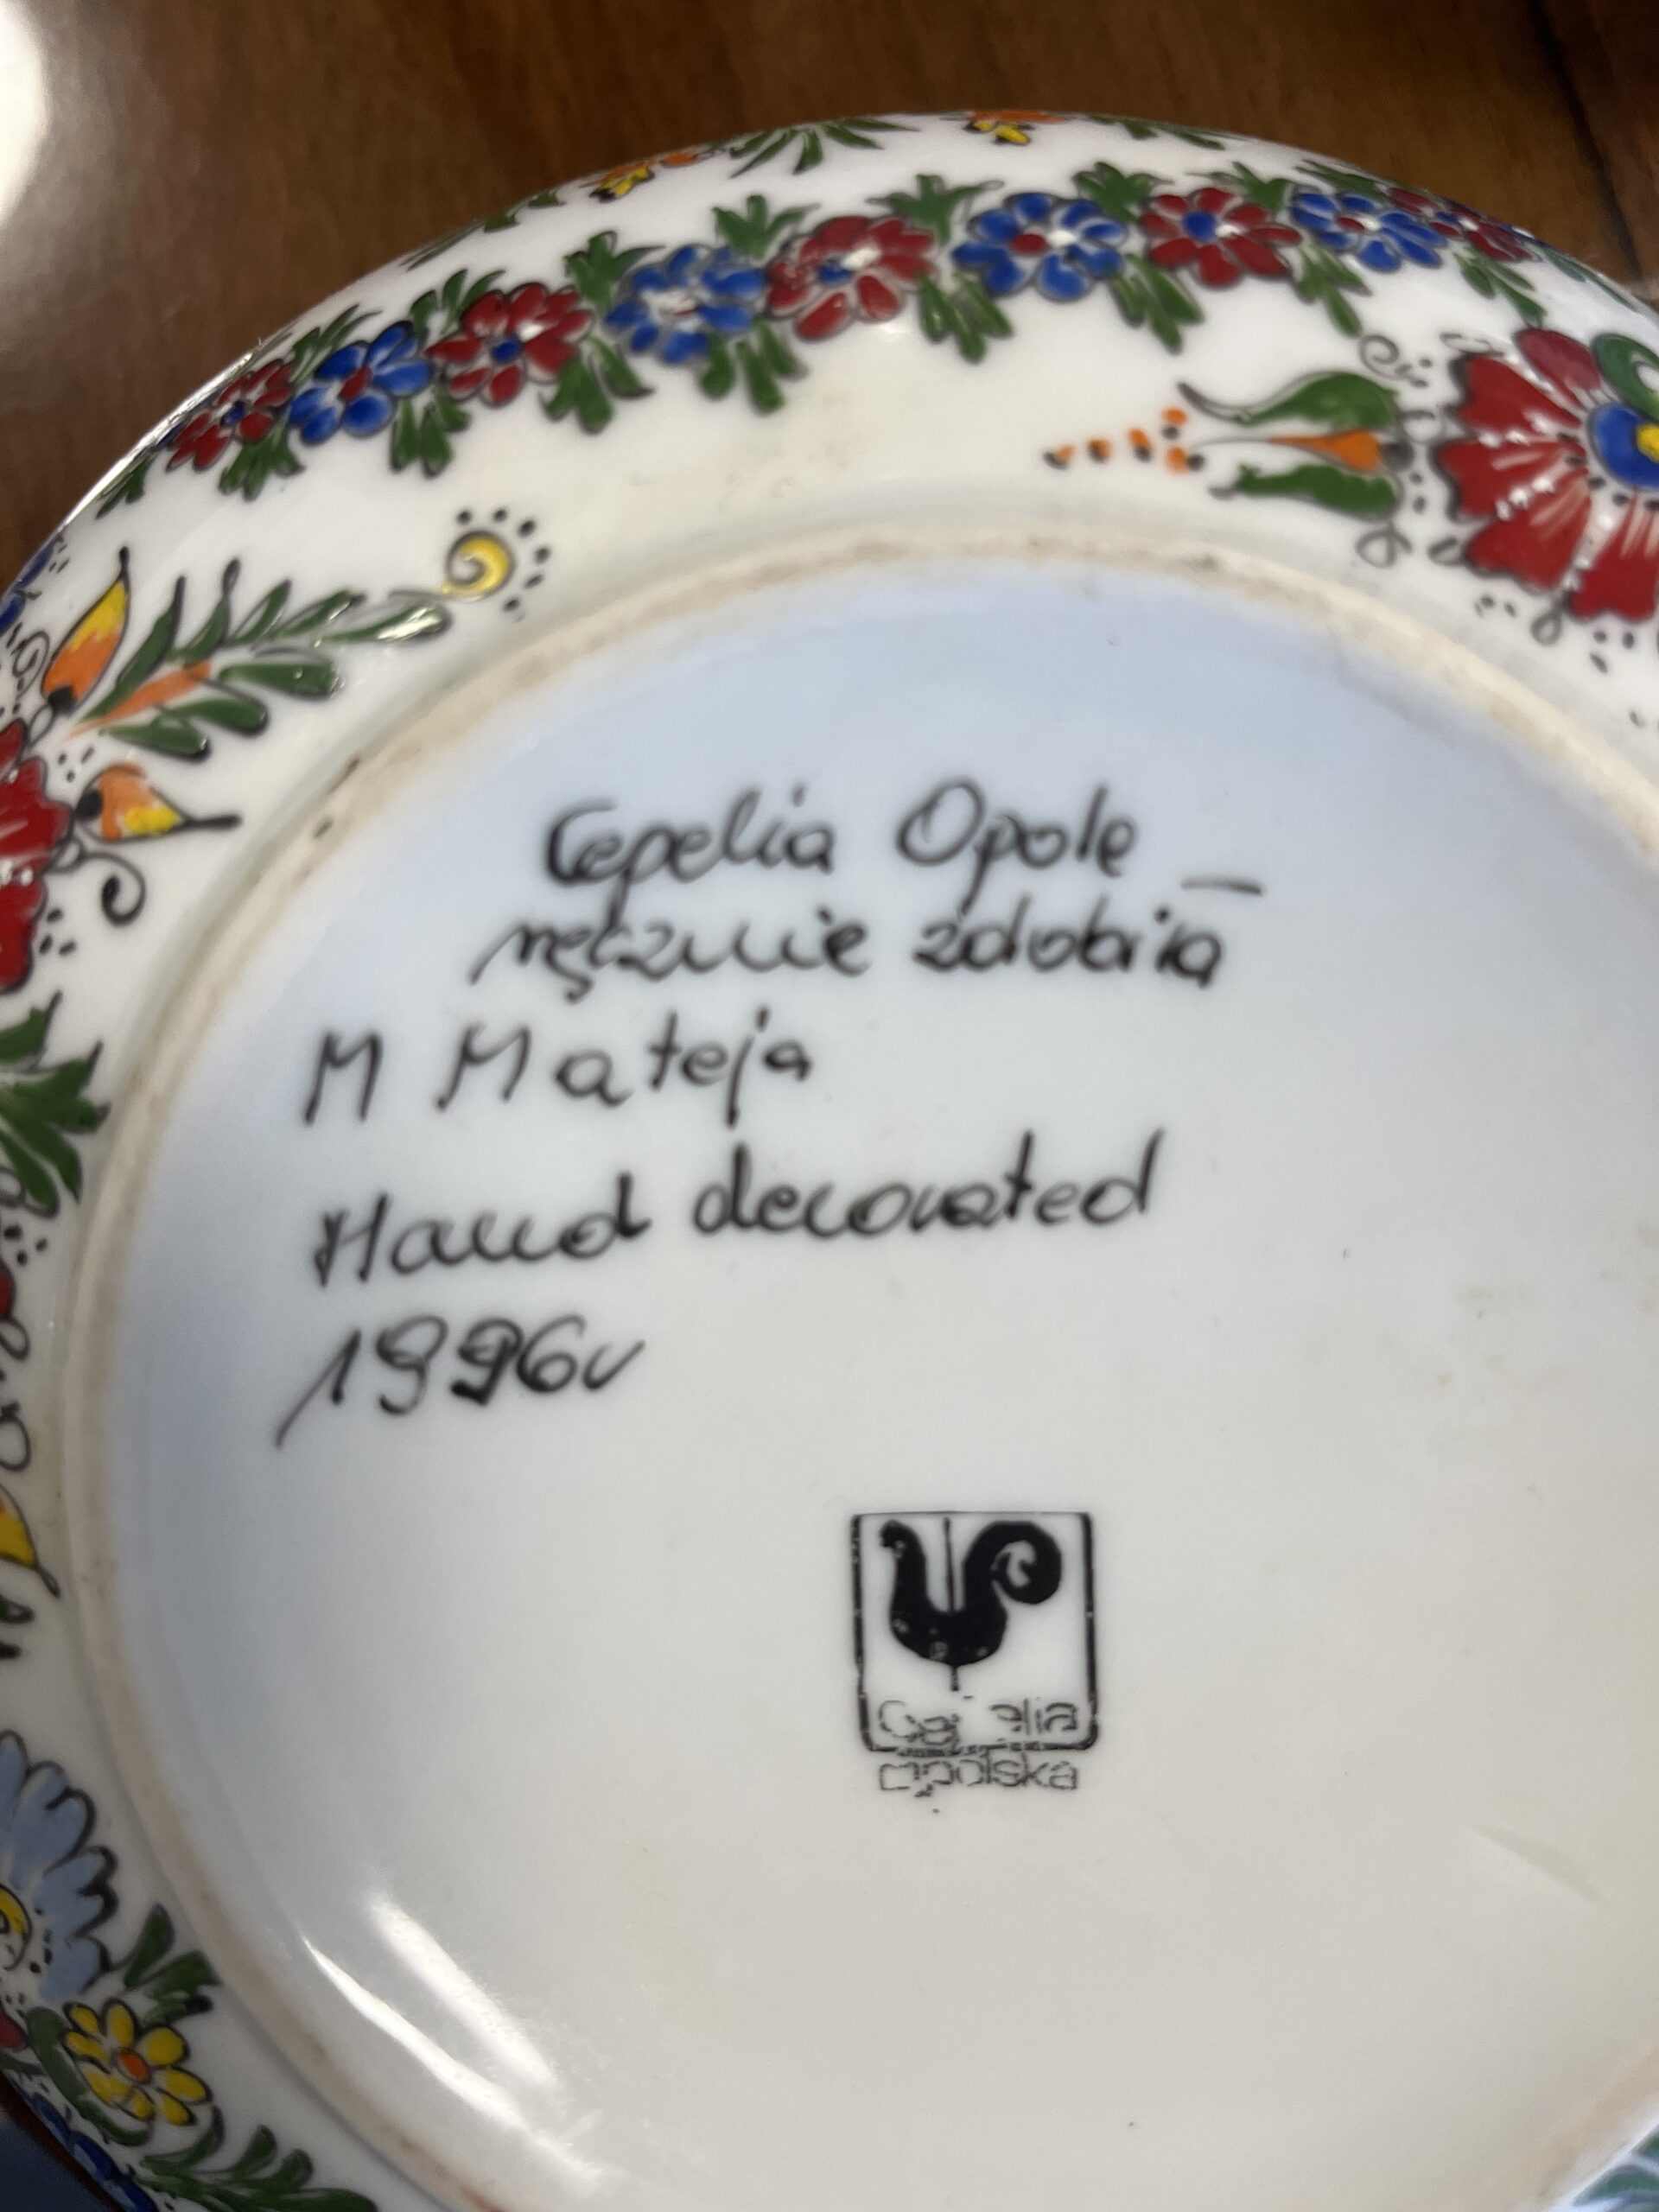 Cepelia Opole –
ręcznie zdobiła
M Mateja
Hand decorated
1996r
Cepelia
opolska